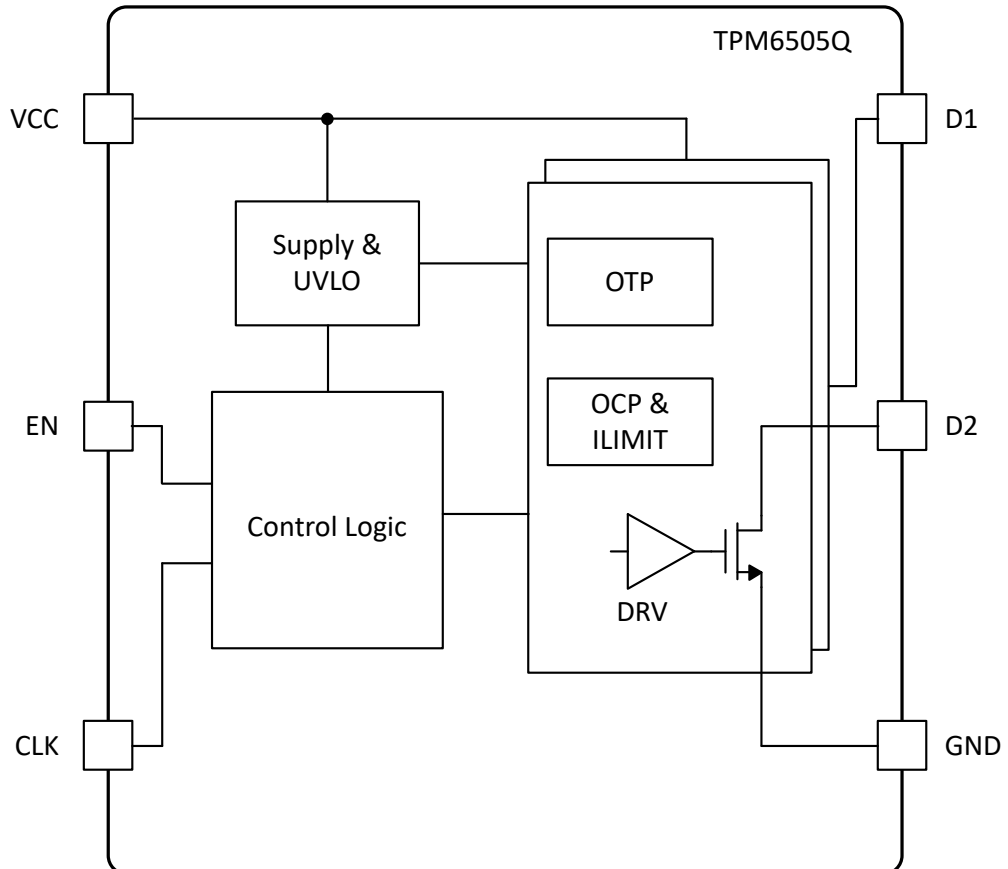 TPM6505Q
VCC
D1
Supply &
UVLO
OTP
OCP &
ILIMIT
EN
D2
Control Logic
DRV
CLK
GND